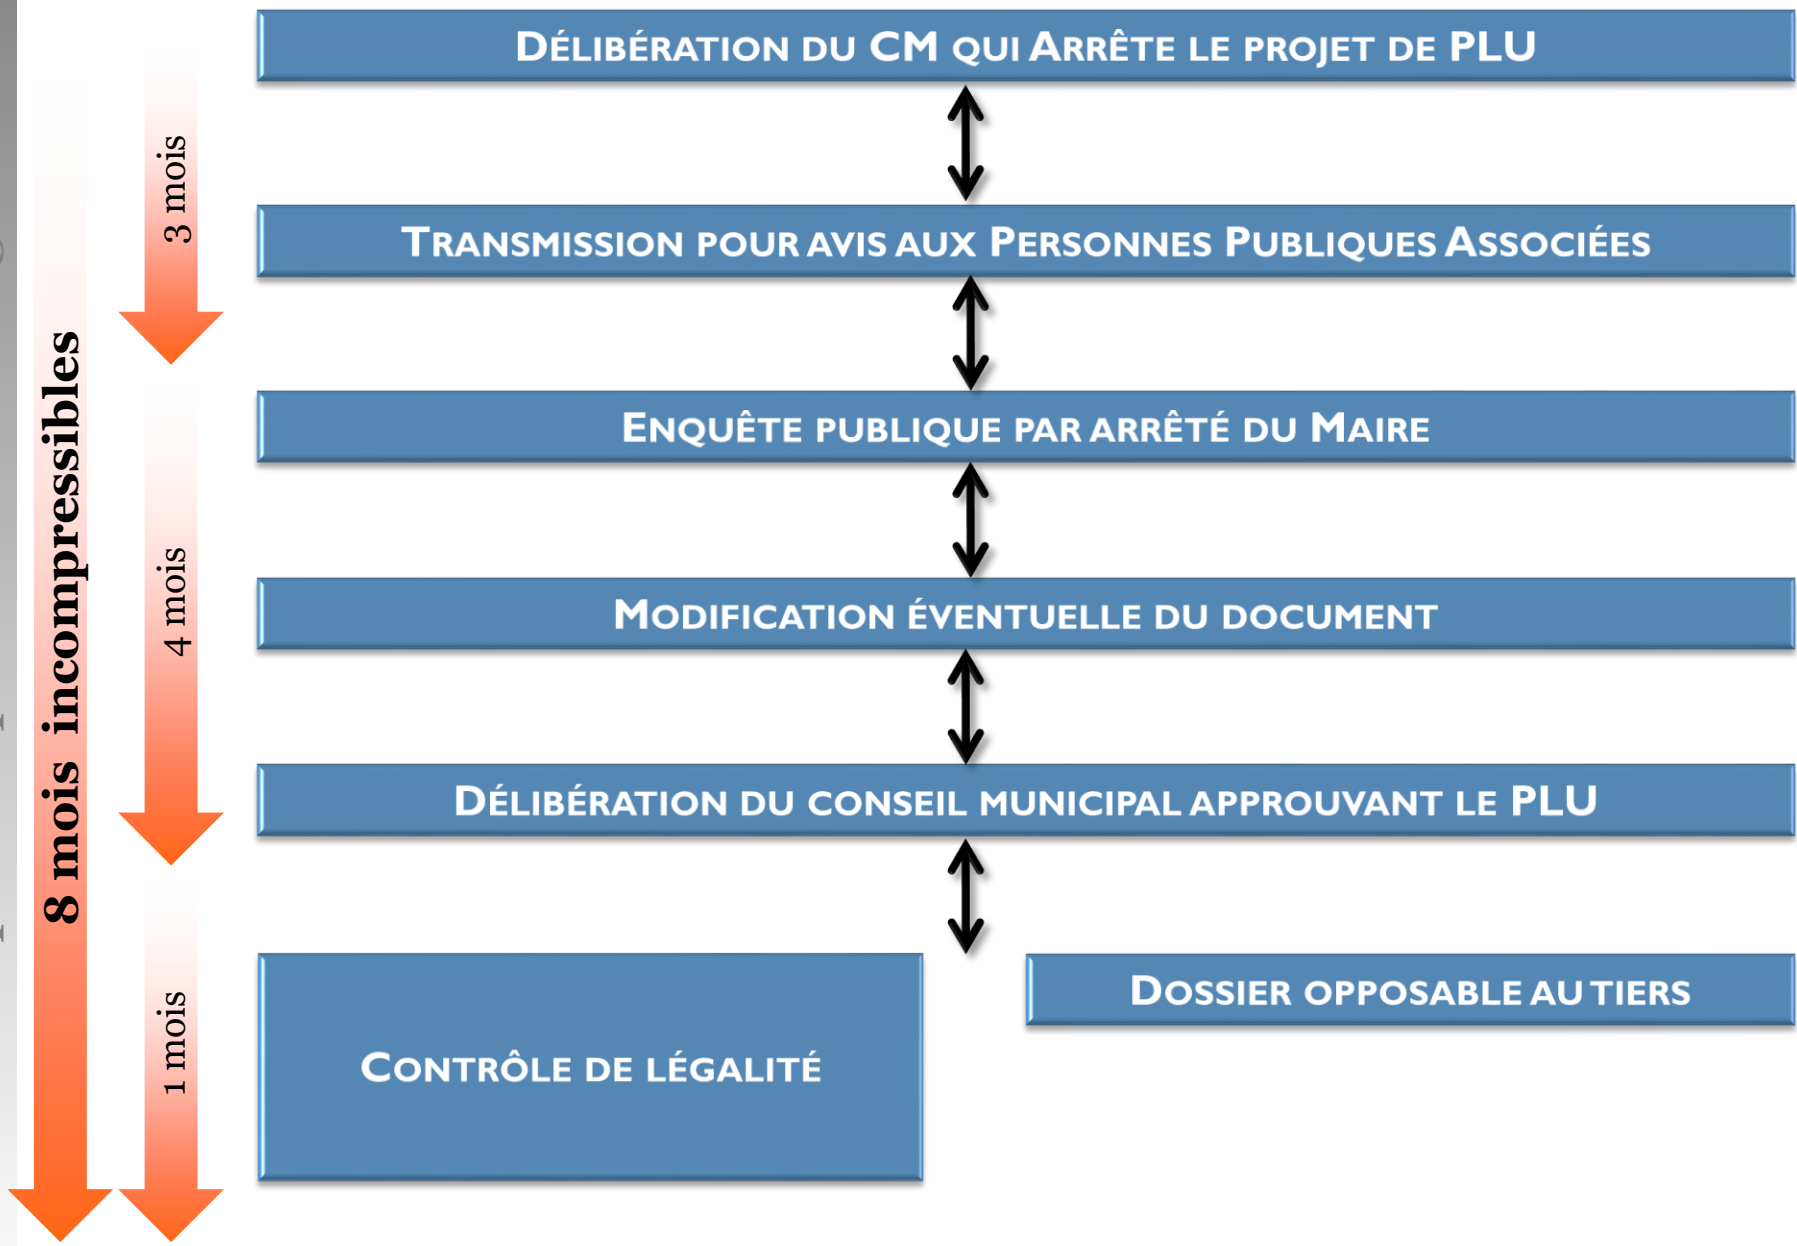 DÉLIBÉRATION DU CM QUI ARRÊTE LE PROJET DE PLU
3 mois
TRANSMISSION POUR AVIS AUX PERSONNES PUBLIQUES ASSOCIÉES
8 mois incompressibles
ENQUÊTE PUBLIQUE PAR ARRÊTÉ DU MAIRE
4 mois
MODIFICATION ÉVENTUELLE DU DOCUMENT
DÉLIBÉRATION DU CONSEIL MUNICIPAL APPROUVANT LE PLU
1 mois
CONTRÔLE DE LÉGALITÉ
DOSSIER OPPOSABLE AU TIERS